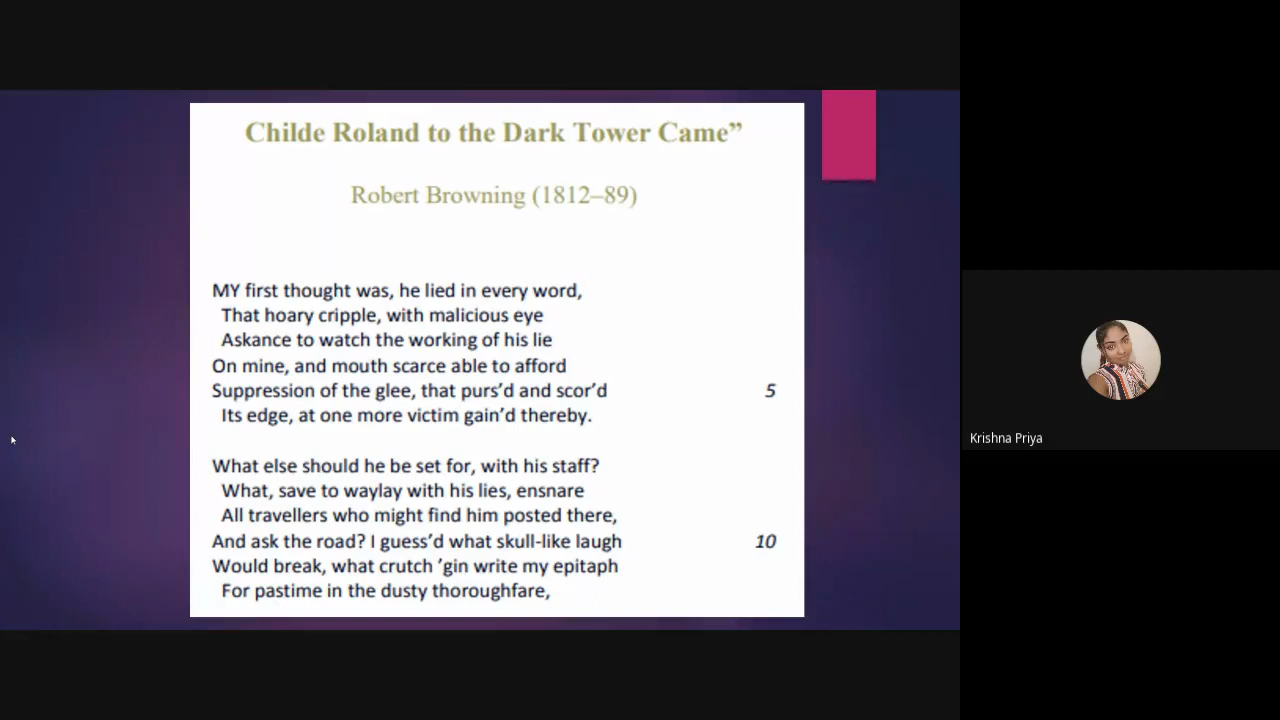 Childe Roland to the Dark Tower Came”
Robert Browning (1812–89)
MY first thought was, he lied in every word,
That hoary cripple, with malicious eye
Askance to watch the working of his lie
On mine, and mouth scarce able to afford
Suppression of the glee, that purs’d and scor’d 5
Its edge, at one more victim gain’d thereby.
What else should he be set for, with his staff?
What, save to waylay with his lies, ensnare
All travellers who might find him posted there,
And ask the road? I guess’d what skull-like laugh 10
Would break, what crutch ’gin write my epitaph
For pastime in the dusty thoroughfare,
Krishna Priya